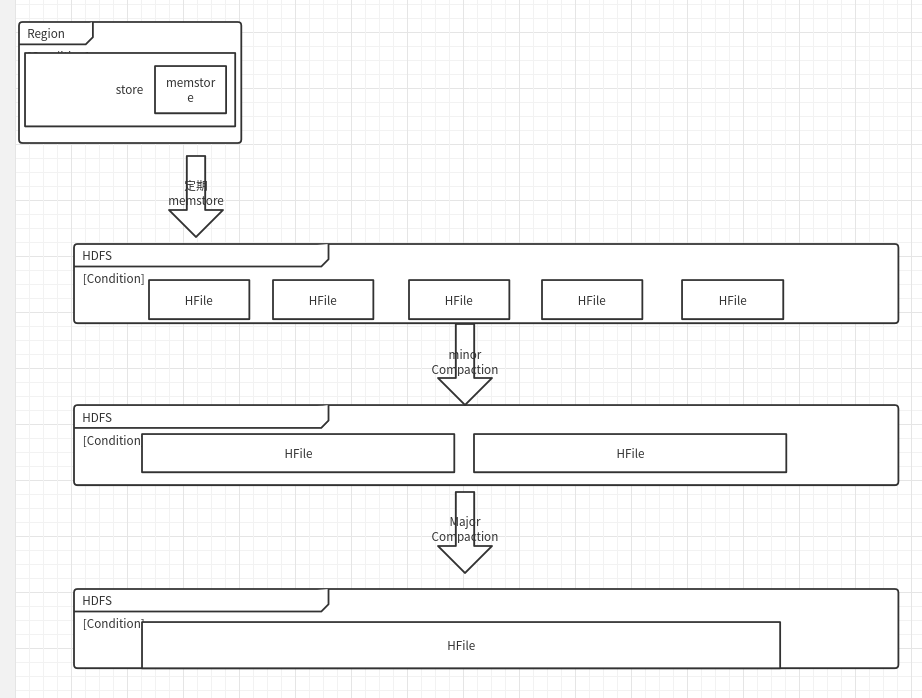 Region
store
memstor
e
定期
memstore
HDFS
[Condition]
HFile
HFile
HFile
HFile
HFile
minor
Compaction
HDFS
[Condition
HFile
HFile
Major
Compaction
HDFS
[Condition]
HFile